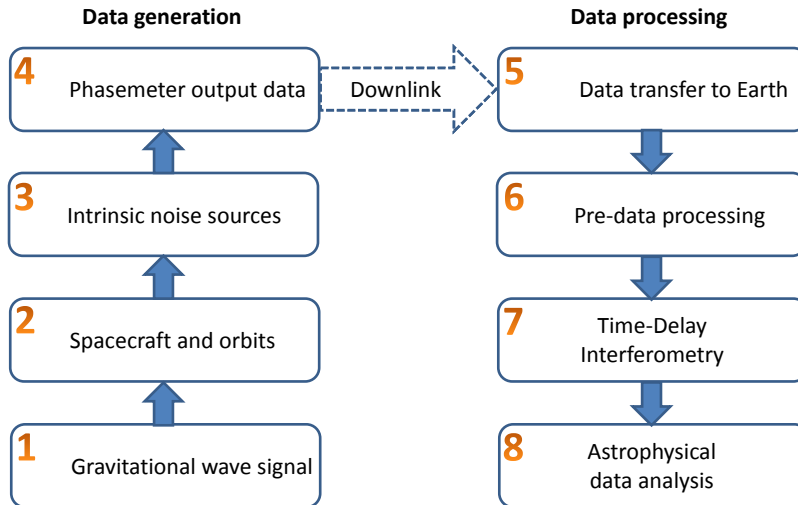 Data generation
4
Phasemeter output data
3
Intrinsic noise sources
2
Spacecraft and orbits
1
Gravitational wave signal
Downlink
Data processing
5
Data transfer to Earth
6
Pre-data processing
7
Time-Delay
Interferometry
8
Astrophysical
data analysis